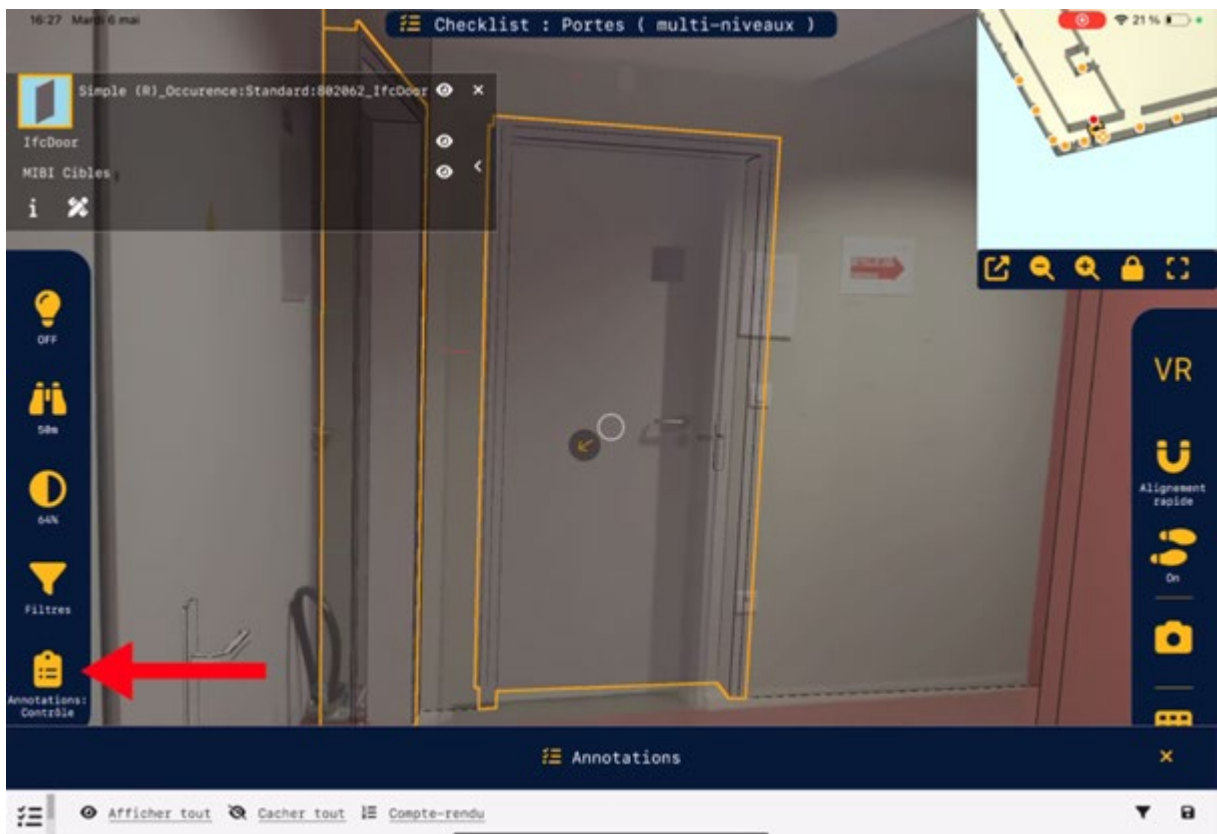 16:27 Mardi 6 mai
Checklist : Portes ( multi-niveaux )
21 %
Simple (R)_Occurence:Standard:802062_IfcDoor
IfcDoor
MIBI Cibles
i
OFF
50m
64%
Filtres
Annotations:
Contrôle
VR
Alignement
rapide
On
Annotations
Afficher tout Cacher tout Compte-rendu